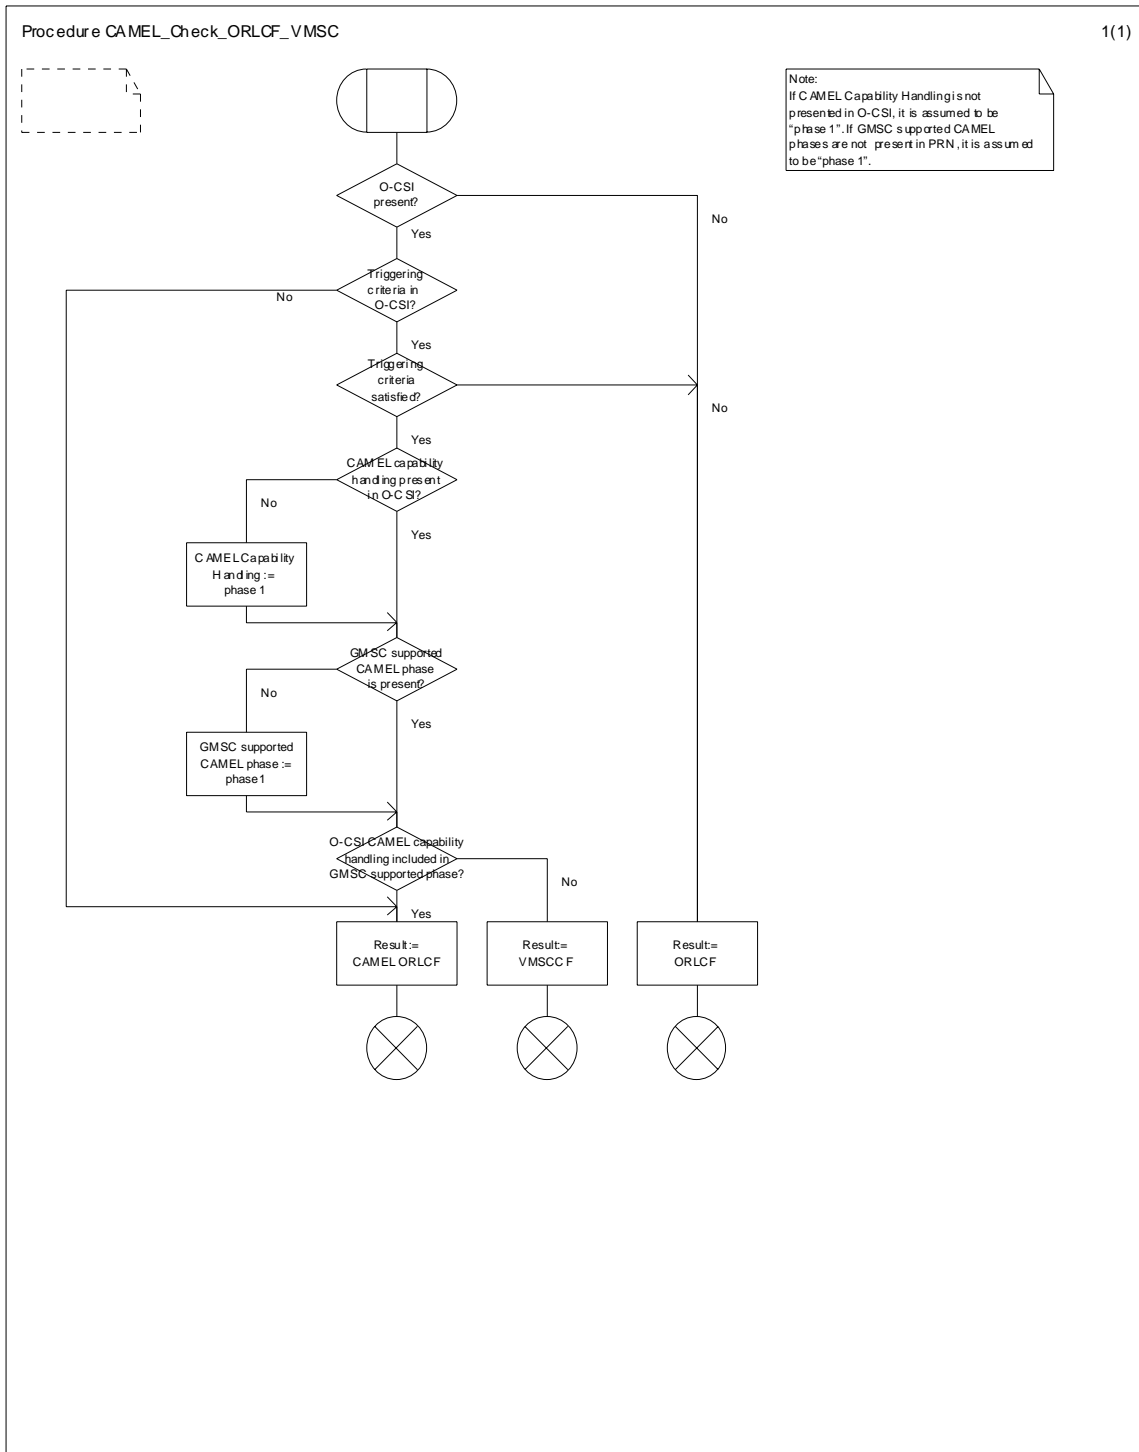 Procedure CAMEL_Check_ORLCF_VMSC
1(1)
Note:
If CAMEL Capability Handling is not
presented in O-CSI, it is assumed to be
“phase 1”. If GMSC supported CAMEL
phases are not present in PRN, it is assumed
to be “phase 1”.
O-CSI
present?
No
Yes
Triggering
criteria in
O-CSI?
No
Yes
Triggering
criteria
satisfied?
No
Yes
CAMEL capability
handling present
in O-CSI?
No
Yes
CAMEL Capability
Handling :=
phase 1
GMSC supported
CAMEL phase
is present?
No
Yes
GMSC supported
CAMEL phase :=
phase 1
O-CSI CAMEL capability
handling included in
GMSC supported phase?
No
Yes
Result:=
CAMEL ORLCF
Result:=
VMSCCF
Result:=
ORLCF